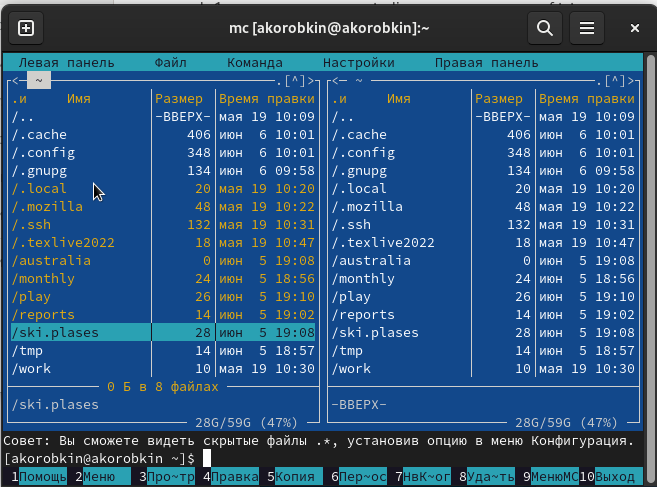 mc [akorobkin@akorobkin]:~
Левая панель Файл Команда Настройки Правая панель
<─ ~ .[^]> <─ ~ .[^]>
.и Имя Размер Время правки .и Имя Размер Время правки
/.. -ВВЕРХ- мая 19 10:09 /.. -ВВЕРХ- мая 19 10:09
/.cache 406 июн 6 10:01 /.cache 406 июн 6 10:01
/.config 348 июн 6 10:01 /.config 348 июн 6 10:01
/.gnupg 134 июн 6 09:58 /.gnupg 134 июн 6 09:58
/.local 20 мая 19 10:20 /.local 20 мая 19 10:20
/.mozilla 48 мая 19 10:22 /.mozilla 48 мая 19 10:22
/.ssh 132 мая 19 10:31 /.ssh 132 мая 19 10:31
/.texlive2022 18 мая 19 10:47 /.texlive2022 18 мая 19 10:47
/australia 0 июн 5 19:08 /australia 0 июн 5 19:08
/monthly 24 июн 5 18:56 /monthly 24 июн 5 18:56
/play 26 июн 5 19:10 /play 26 июн 5 19:10
/reports 14 июн 5 19:02 /reports 14 июн 5 19:02
/ski.plases 28 июн 5 19:08 /ski.plases 28 июн 5 19:08
/tmp 14 июн 5 18:57 /tmp 14 июн 5 18:57
/work 10 мая 19 10:30 /work 10 мая 19 10:30
0 Б в 8 файлах
/ski.plases -ВВЕРХ-
28G/59G (47%) 28G/59G (47%)
Совет: Вы сможете видеть скрытые файлы .*, установив опцию в меню Конфигурация.
[akorobkin@akorobkin ~]$
1Помощь 2Меню 3Про~тр 4Правка 5Копия 6Пер~ос 7НвК~ог 8Уда~ть 9МенюMC 10Выход